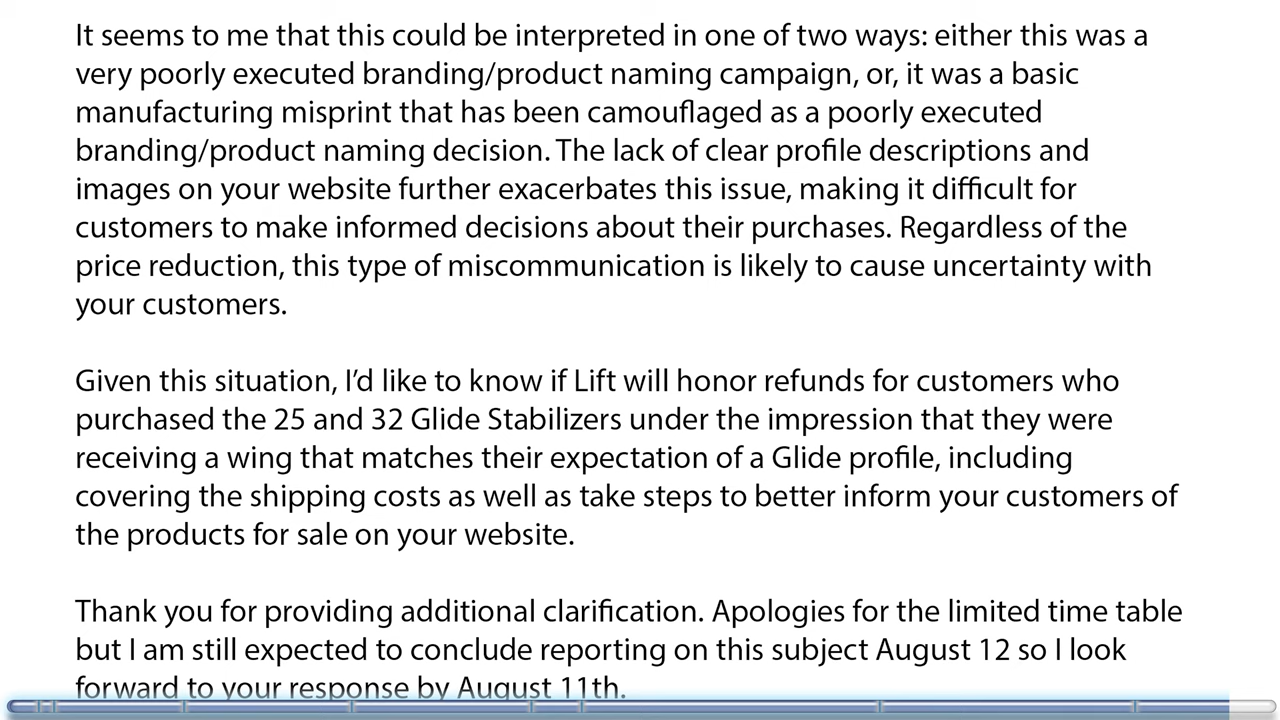 It seems to me that this could be interpreted in one of two ways: either this was a
very poorly executed branding/product naming campaign, or, it was a basic
manufacturing misprint that has been camouflaged as a poorly executed
branding/product naming decision. The lack of clear profile descriptions and
images on your website further exacerbates this issue, making it difficult for
customers to make informed decisions about their purchases. Regardless of the
price reduction, this type of miscommunication is likely to cause uncertainty with
your customers.

Given this situation, I’d like to know if Lift will honor refunds for customers who
purchased the 25 and 32 Glide Stabilizers under the impression that they were
receiving a wing that matches their expectation of a Glide profile, including
covering the shipping costs as well as take steps to better inform your customers of
the products for sale on your website.

Thank you for providing additional clarification. Apologies for the limited time table
but I am still expected to conclude reporting on this subject August 12 so I look
forward to your response by August 11th.